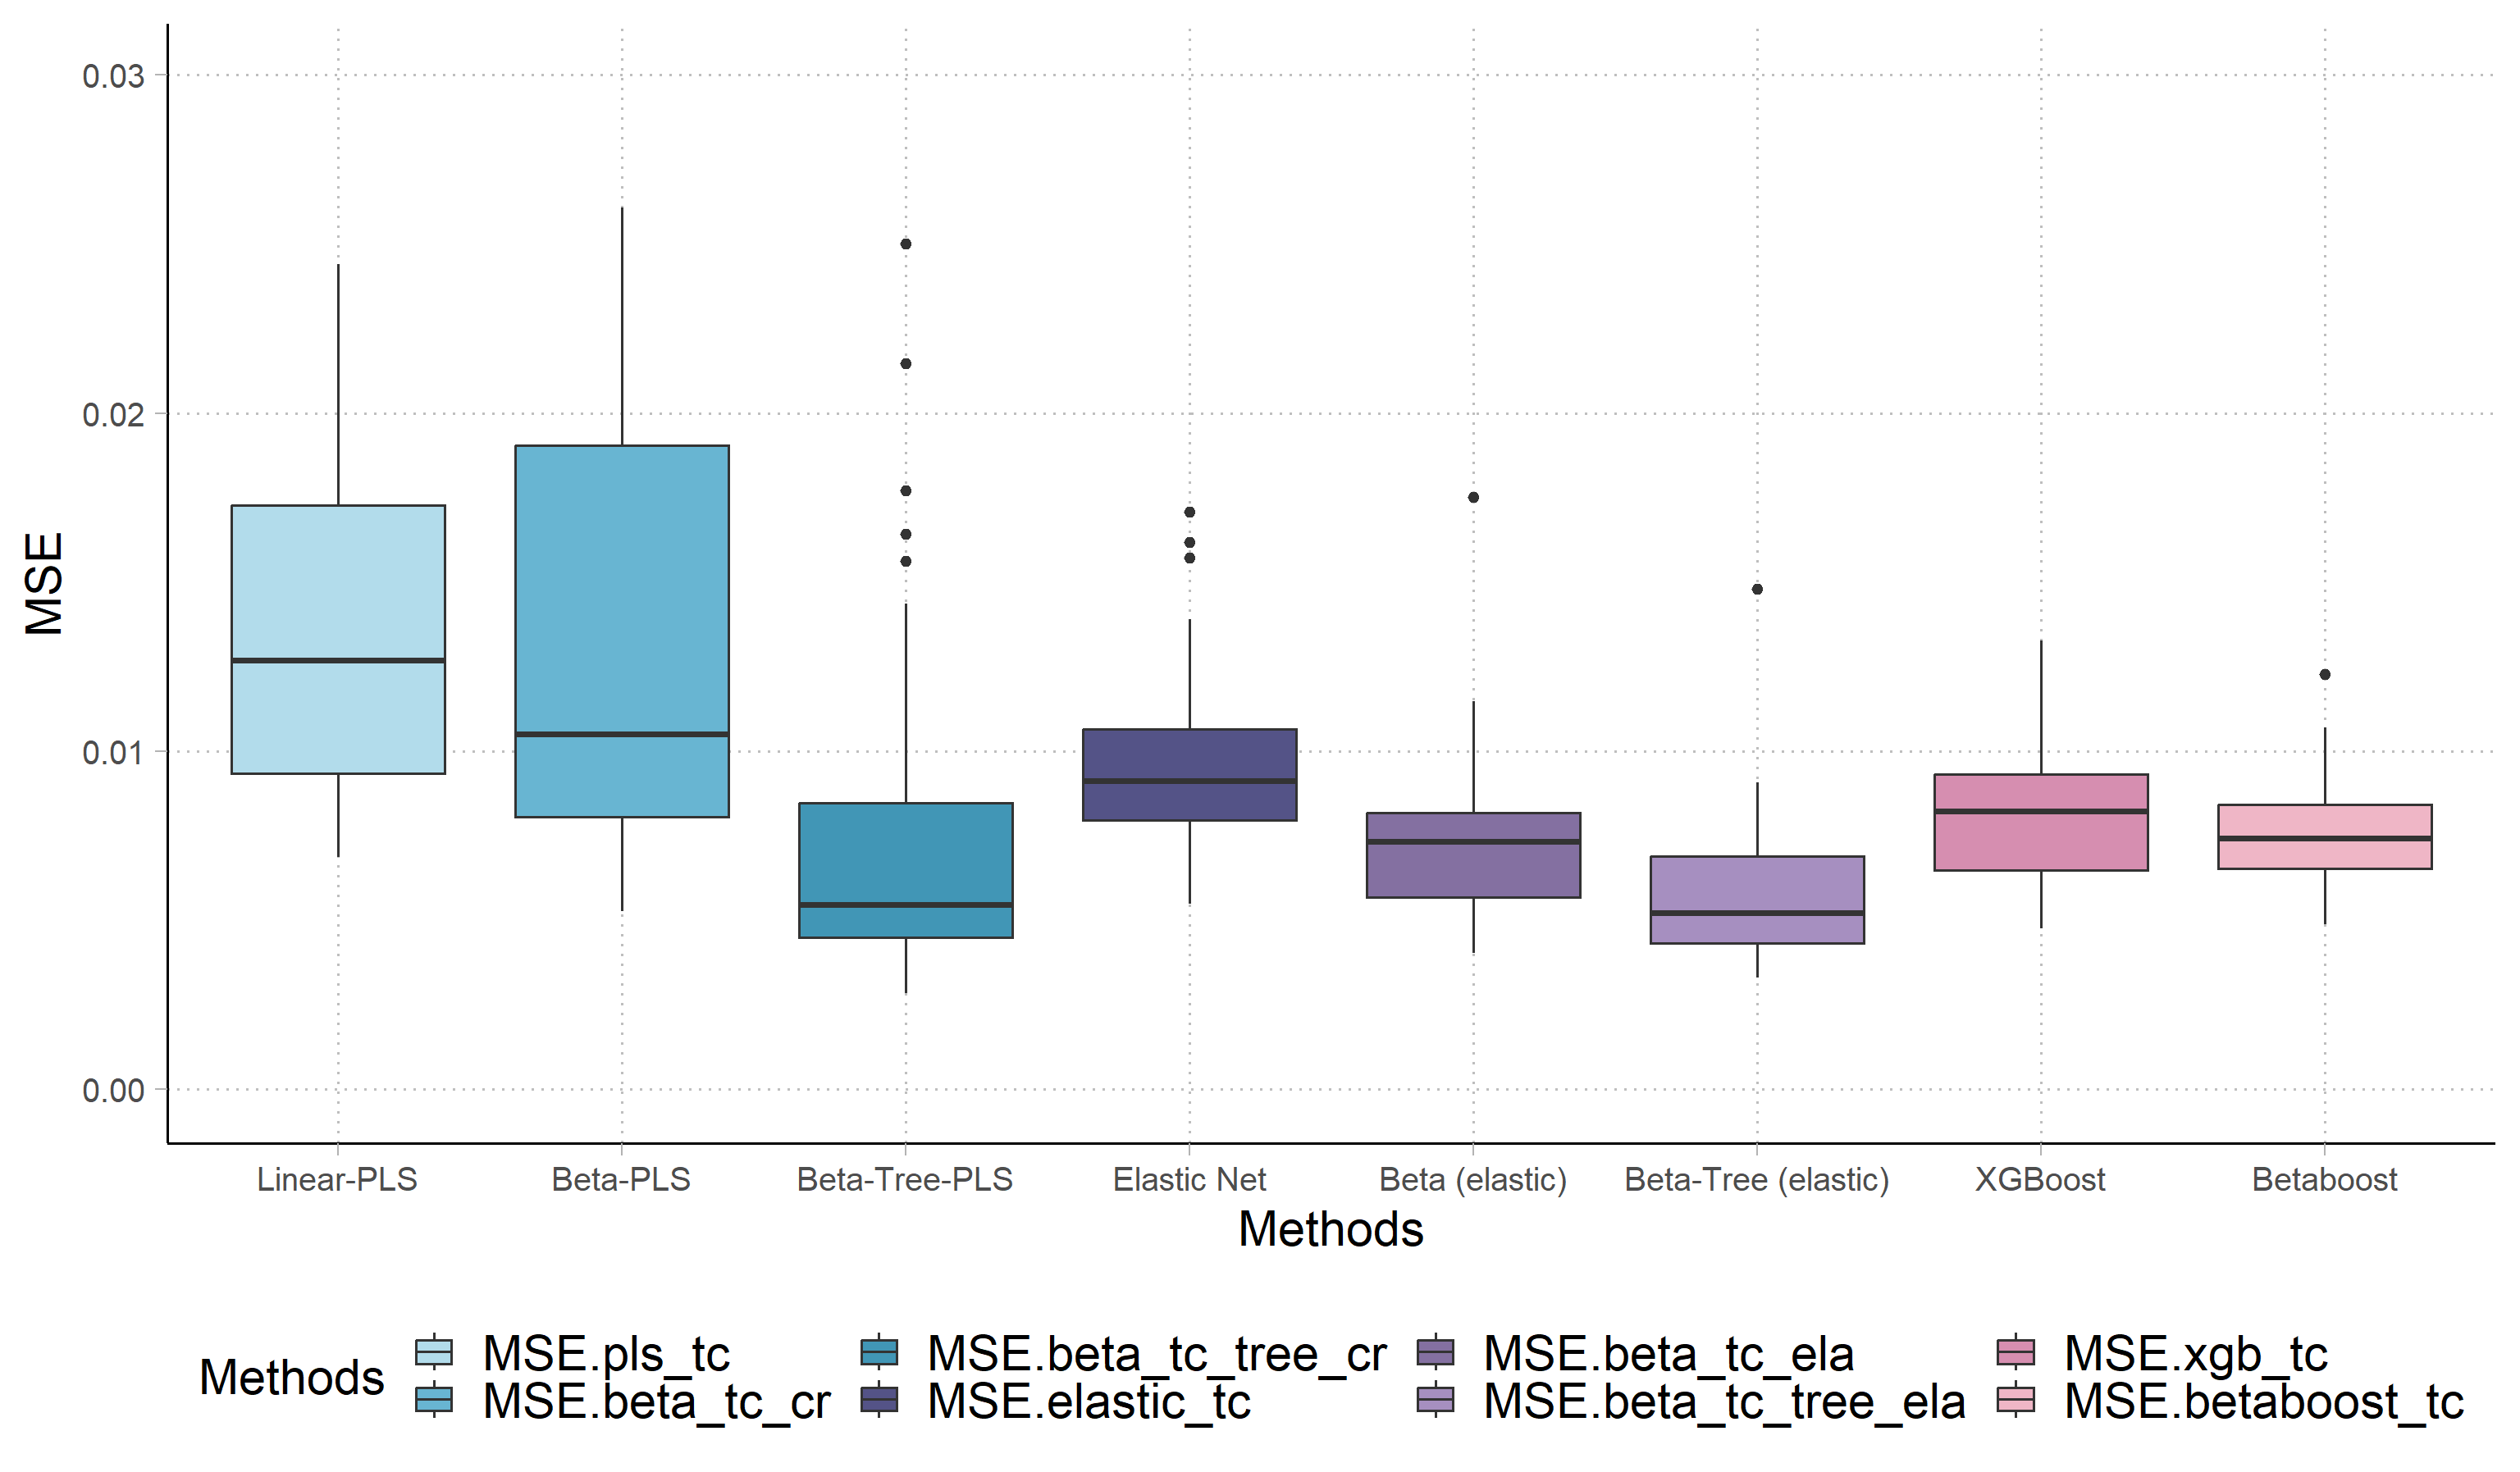 0.03
0.02
0.01
0.00
MSE
Linear-PLS Beta-PLS Beta-Tree-PLS Elastic Net Beta (elastic) Beta-Tree (elastic) XGBoost Betaboost
Methods
Methods
MSE.pls_tc MSE.beta_tc_tree_cr MSE.beta_tc_ela MSE.xgb_tc
MSE.beta_tc_cr MSE.elastic_tc MSE.beta_tc_tree_ela MSE.betaboost_tc